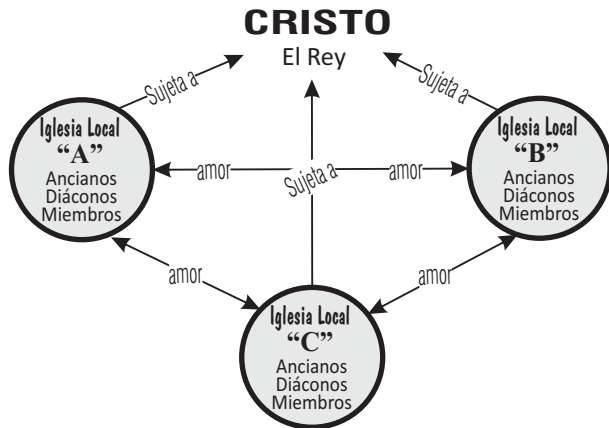 CRISTO
El Rey
Sujeta a
Sujeta a
Iglesia Local
“A”
Ancianos
Diáconos
Miembros
Iglesia Local
“B”
Ancianos
Diáconos
Miembros
amor
Sujeta a
amor
amor
amor
Iglesia Local
“C”
Ancianos
Diáconos
Miembros